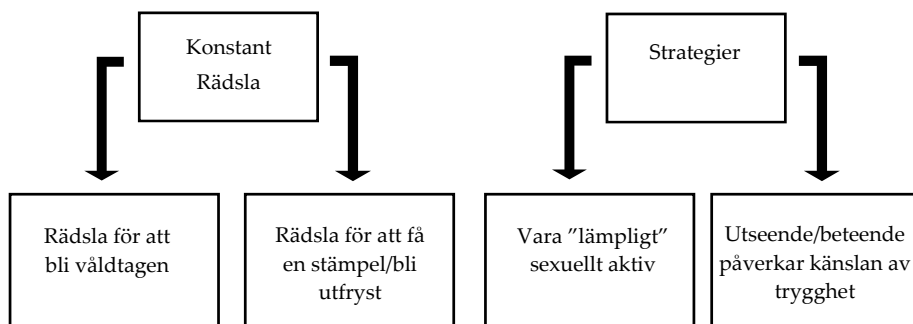 Konstant
Rädsla
Strategier
Rädsla för att
bli våldtagen
Rädsla för att få
en stämpel/bli
utfryst
Vara ”lämpligt”
sexuellt aktiv
Utseende/beteende
påverkar känslan av
trygghet